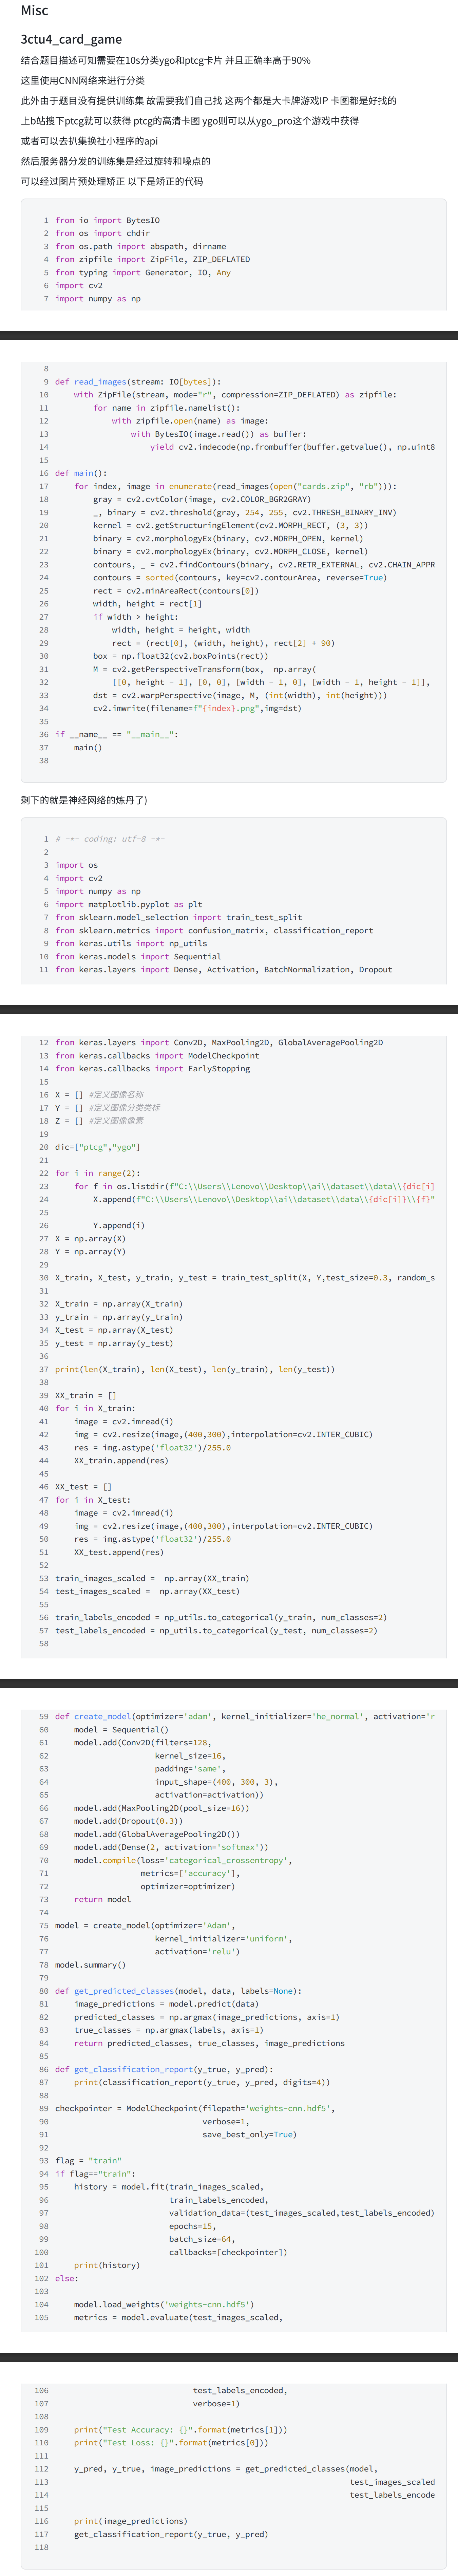 Misc
3ctu4_card_game
结合题目描述可知需要在10s分类ygo和ptcg卡片 并且正确率高于90%
这里使用CNN网络来进行分类
此外由于题目没有提供训练集 故需要我们自己找 这两个都是大卡牌游戏IP 卡图都是好找的
上b站搜下ptcg就可以获得 ptcg的高清卡图 ygo则可以从ygo_pro这个游戏中获得
或者可以去扒集换社小程序的api
然后服务器分发的训练集是经过旋转和噪点的
可以经过图片预处理矫正 以下是矫正的代码
1 from io import BytesIO
2 from os import chdir
3 from os.path import abspath, dirname
4 from zipfile import ZipFile, ZIP_DEFLATED
5 from typing import Generator, IO, Any
6 import cv2
7 import numpy as np
8
9 def read_images(stream: IO[bytes]):
10     with ZipFile(stream, mode="r", compression=ZIP_DEFLATED) as zipfile:
11         for name in zipfile.namelist():
12             with zipfile.open(name) as image:
13                 with BytesIO(image.read()) as buffer:
14                     yield cv2.imdecode(np.frombuffer(buffer.getvalue(), np.uint8
15
16 def main():
17     for index, image in enumerate(read_images(open("cards.zip", "rb"))):
18         gray = cv2.cvtColor(image, cv2.COLOR_BGR2GRAY)
19         _, binary = cv2.threshold(gray, 254, 255, cv2.THRESH_BINARY_INV)
20         kernel = cv2.getStructuringElement(cv2.MORPH_RECT, (3, 3))
21         binary = cv2.morphologyEx(binary, cv2.MORPH_OPEN, kernel)
22         binary = cv2.morphologyEx(binary, cv2.MORPH_CLOSE, kernel)
23         contours, _ = cv2.findContours(binary, cv2.RETR_EXTERNAL, cv2.CHAIN_APPR
24         contours = sorted(contours, key=cv2.contourArea, reverse=True)
25         rect = cv2.minAreaRect(contours[0])
26         width, height = rect[1]
27         if width > height:
28             width, height = height, width
29             rect = (rect[0], (width, height), rect[2] + 90)
30         box = np.float32(cv2.boxPoints(rect))
31         M = cv2.getPerspectiveTransform(box,  np.array(
32             [[0, height - 1], [0, 0], [width - 1, 0], [width - 1, height - 1]],
33         dst = cv2.warpPerspective(image, M, (int(width), int(height)))
34         cv2.imwrite(filename=f"{index}.png",img=dst)
35
36 if __name__ == "__main__":
37     main()
38
剩下的就是神经网络的炼丹了)
1 # -*- coding: utf-8 -*-
2
3 import os
4 import cv2
5 import numpy as np
6 import matplotlib.pyplot as plt
7 from sklearn.model_selection import train_test_split
8 from sklearn.metrics import confusion_matrix, classification_report
9 from keras.utils import np_utils
10 from keras.models import Sequential
11 from keras.layers import Dense, Activation, BatchNormalization, Dropout
12 from keras.layers import Conv2D, MaxPooling2D, GlobalAveragePooling2D
13 from keras.callbacks import ModelCheckpoint
14 from keras.callbacks import EarlyStopping
15
16 X = [] #定义图像名称
17 Y = [] #定义图像分类类标
18 Z = [] #定义图像像素
19
20 dic=["ptcg","ygo"]
21
22 for i in range(2):
23     for f in os.listdir(f"C:\\Users\\Lenovo\\Desktop\\ai\\dataset\\data\\{dic[i]
24         X.append(f"C:\\Users\\Lenovo\\Desktop\\ai\\dataset\\data\\{dic[i]}\\{f}"
25
26         Y.append(i)
27 X = np.array(X)
28 Y = np.array(Y)
29
30 X_train, X_test, y_train, y_test = train_test_split(X, Y,test_size=0.3, random_s
31
32 X_train = np.array(X_train)
33 y_train = np.array(y_train)
34 X_test = np.array(X_test)
35 y_test = np.array(y_test)
36
37 print(len(X_train), len(X_test), len(y_train), len(y_test))
38
39 XX_train = []
40 for i in X_train:
41     image = cv2.imread(i)
42     img = cv2.resize(image,(400,300),interpolation=cv2.INTER_CUBIC)
43     res = img.astype('float32')/255.0
44     XX_train.append(res)
45
46 XX_test = []
47 for i in X_test:
48     image = cv2.imread(i)
49     img = cv2.resize(image,(400,300),interpolation=cv2.INTER_CUBIC)
50     res = img.astype('float32')/255.0
51     XX_test.append(res)
52
53 train_images_scaled =  np.array(XX_train)
54 test_images_scaled =  np.array(XX_test)
55
56 train_labels_encoded = np_utils.to_categorical(y_train, num_classes=2)
57 test_labels_encoded = np_utils.to_categorical(y_test, num_classes=2)
58
59 def create_model(optimizer='adam', kernel_initializer='he_normal', activation='r
60     model = Sequential()
61     model.add(Conv2D(filters=128,
62                      kernel_size=16,
63                      padding='same',
64                      input_shape=(400, 300, 3),
65                      activation=activation))
66     model.add(MaxPooling2D(pool_size=16))
67     model.add(Dropout(0.3))
68     model.add(GlobalAveragePooling2D())
69     model.add(Dense(2, activation='softmax'))
70     model.compile(loss='categorical_crossentropy',
71                   metrics=['accuracy'],
72                   optimizer=optimizer)
73     return model
74
75 model = create_model(optimizer='Adam',
76                      kernel_initializer='uniform',
77                      activation='relu')
78 model.summary()
79
80 def get_predicted_classes(model, data, labels=None):
81     image_predictions = model.predict(data)
82     predicted_classes = np.argmax(image_predictions, axis=1)
83     true_classes = np.argmax(labels, axis=1)
84     return predicted_classes, true_classes, image_predictions
85
86 def get_classification_report(y_true, y_pred):
87     print(classification_report(y_true, y_pred, digits=4))
88
89 checkpointer = ModelCheckpoint(filepath='weights-cnn.hdf5',
90                                verbose=1,
91                                save_best_only=True)
92
93 flag = "train"
94 if flag=="train":
95     history = model.fit(train_images_scaled,
96                         train_labels_encoded,
97                         validation_data=(test_images_scaled,test_labels_encoded)
98                         epochs=15,
99                         batch_size=64,
100                         callbacks=[checkpointer])
101     print(history)
102 else:
103
104     model.load_weights('weights-cnn.hdf5')
105     metrics = model.evaluate(test_images_scaled,
106                              test_labels_encoded,
107                              verbose=1)
108
109     print("Test Accuracy: {}".format(metrics[1]))
110     print("Test Loss: {}".format(metrics[0]))
111
112     y_pred, y_true, image_predictions = get_predicted_classes(model,
113                                                               test_images_scaled
114                                                               test_labels_encode
115
116     print(image_predictions)
117     get_classification_report(y_true, y_pred)
118